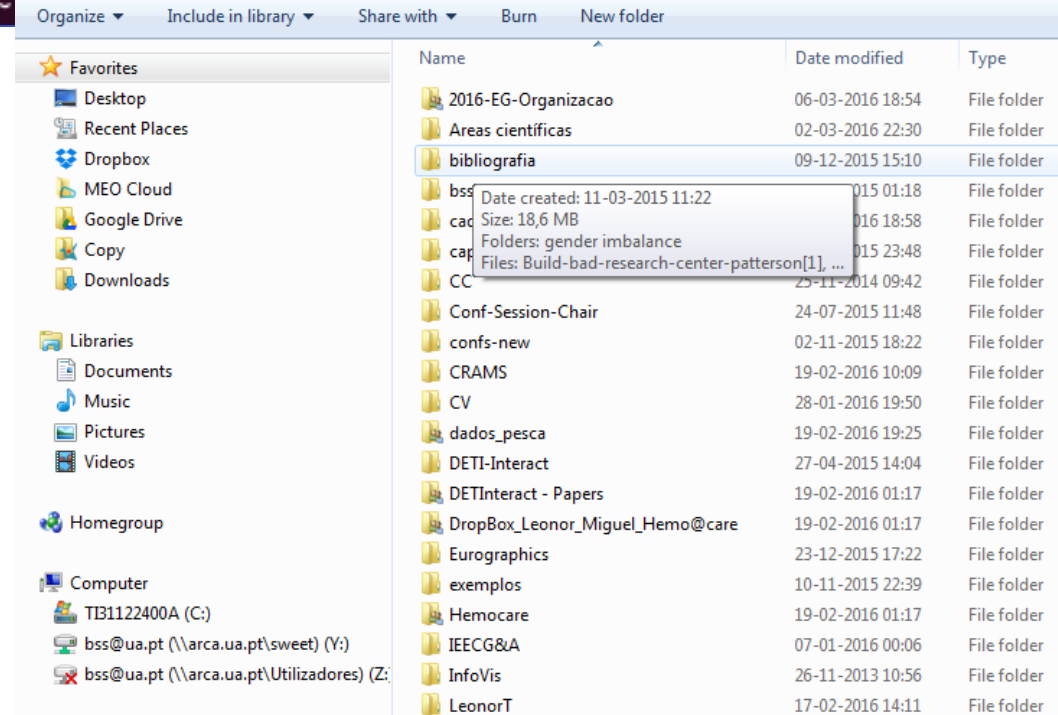 Organize Include in library Share with Burn New folder
Favorites
Desktop
Recent Places
Dropbox
MEO Cloud
Google Drive
Copy
Downloads
Libraries
Documents
Music
Pictures
Videos
Homegroup
Computer
TI31122400A (C:)
bss@ua.pt (\\arca.ua.pt\sweet) (Y:)
bss@ua.pt (\\arca.ua.pt\Utilizadores) (Z:
Name Date modified Type
2016-EG-Organizacao 06-03-2016 18:54 File folder
Areas científicas 02-03-2016 22:30 File folder
bibliografia 09-12-2015 15:10 File folder
bss 015 01:18 File folder
016 18:58 File folder
cap 015 23:48 File folder
Date created: 11-03-2015 11:22
Size: 18,6 MB
Folders: gender imbalance
Files: Build-bad-research-center-patterson[1], ...
CC 25-11-2014 09:42 File folder
Conf-Session-Chair 24-07-2015 11:48 File folder
confs-new 02-11-2015 18:22 File folder
CRAMS 19-02-2016 10:09 File folder
CV 28-01-2016 19:50 File folder
dados_pesca 19-02-2016 19:25 File folder
DETI-Interact 27-04-2015 14:04 File folder
DETInteract - Papers 19-02-2016 01:17 File folder
DropBox_Leonor_Miguel_Hemo@care 19-02-2016 01:17 File folder
Eurographics 23-12-2015 17:22 File folder
exemplos 10-11-2015 22:39 File folder
Hemocare 19-02-2016 01:17 File folder
IEECG&A 07-01-2016 00:06 File folder
InfoVis 26-11-2013 10:56 File folder
LeonorT 17-02-2016 14:11 File folder